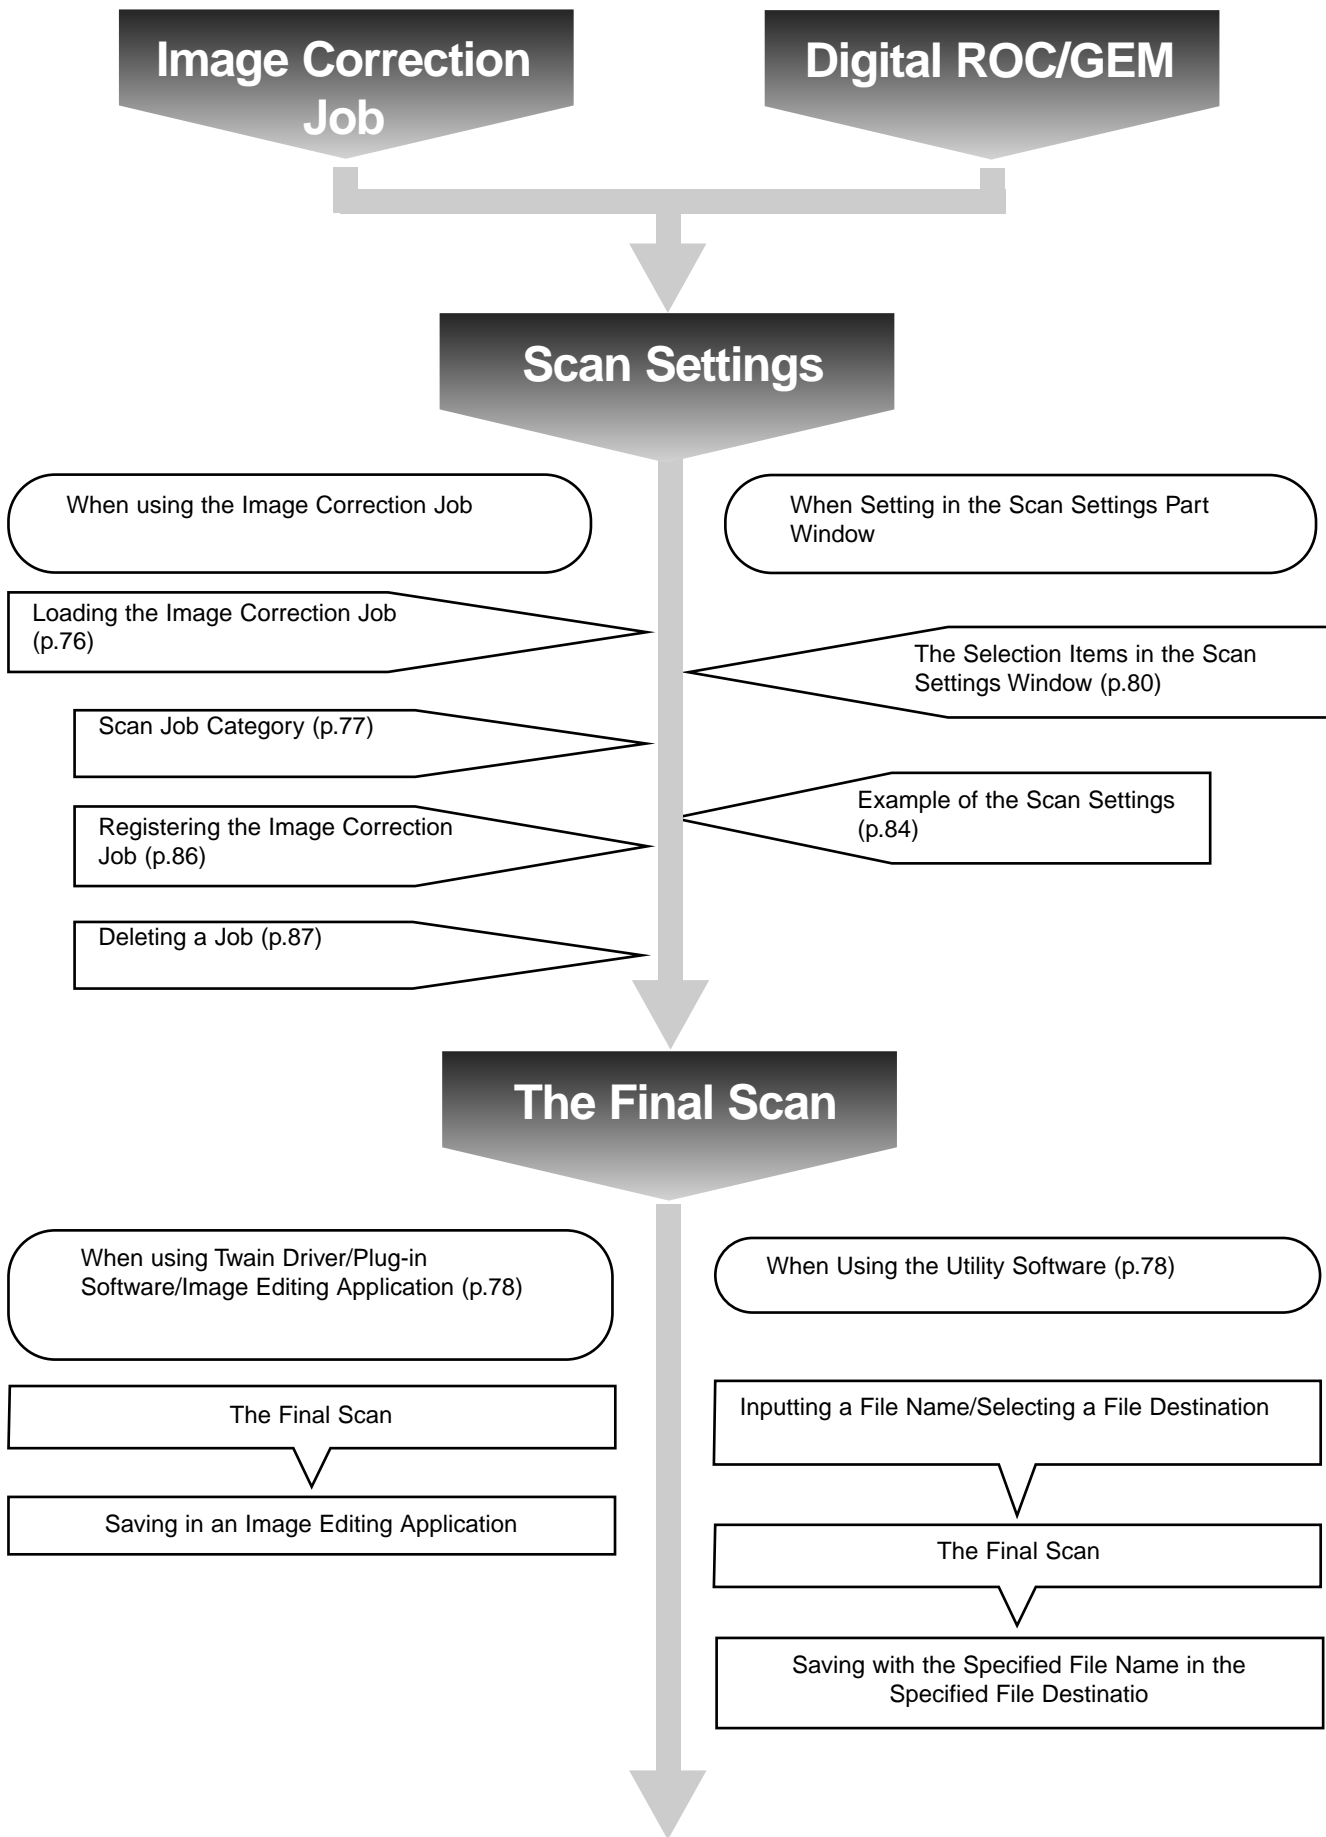 Image Correction
Job
Digital ROC/GEM
Scan Settings
When using the Image Correction Job
When Setting in the Scan Settings Part
Window
Loading the Image Correction Job
(p.76)
The Selection Items in the Scan
Settings Window (p.80)
Scan Job Category (p.77)
Example of the Scan Settings
(p.84)
Registering the Image Correction
Job (p.86)
Deleting a Job (p.87)
The Final Scan
When using Twain Driver/Plug-in
Software/Image Editing Application (p.78)
When Using the Utility Software (p.78)
The Final Scan
Saving in an Image Editing Application
Inputting a File Name/Selecting a File Destination
The Final Scan
Saving with the Specified File Name in the
Specified File Destinatio